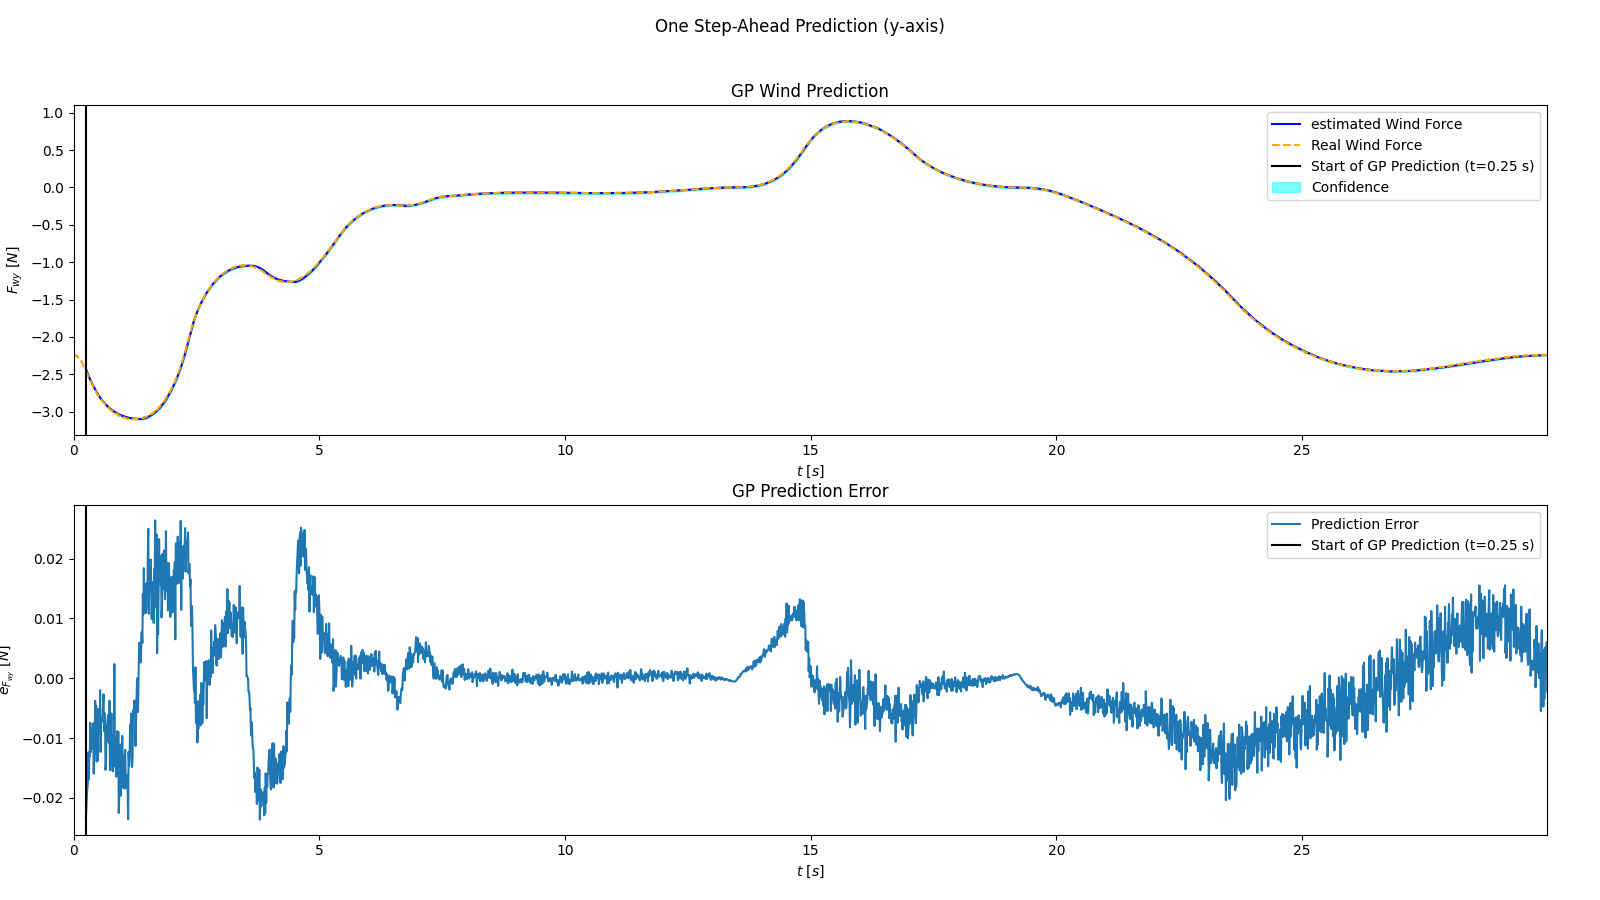 One Step-Ahead Prediction (y-axis)
GP Wind Prediction
1.0
0.5
0.0
−0.5
−1.0
−1.5
−2.0
−2.5
−3.0
F_wy [N]
estimated Wind Force
Real Wind Force
Start of GP Prediction (t=0.25 s)
Confidence
0 5 10 15 20 25
t [s]
GP Prediction Error
0.02
0.01
0.00
−0.01
−0.02
e_F_wy [N]
Prediction Error
Start of GP Prediction (t=0.25 s)
0 5 10 15 20 25
t [s]